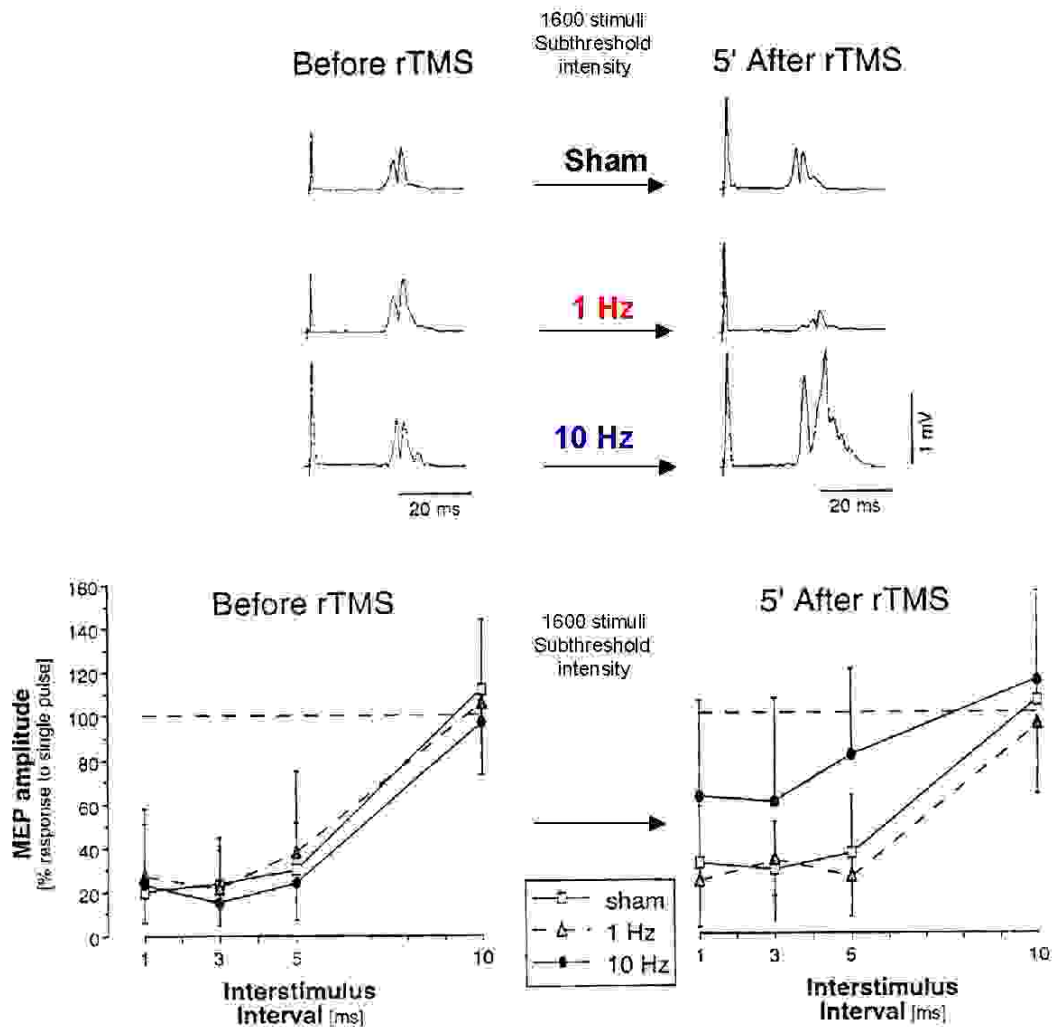 1600 stimuli
Subthreshold
intensity
Before rTMS
5' After rTMS
Sham
1 Hz
10 Hz
1 mV
20 ms
20 ms
Before rTMS
5' After rTMS
1600 stimuli
Subthreshold
intensity
MEP amplitude
[% response to single pulse]
160
140
120
100
80
60
40
20
0
1 3 5 10
Interstimulus
Interval [ms]
sham
1 Hz
10 Hz
1 3 5 10
Interstimulus
Interval [ms]